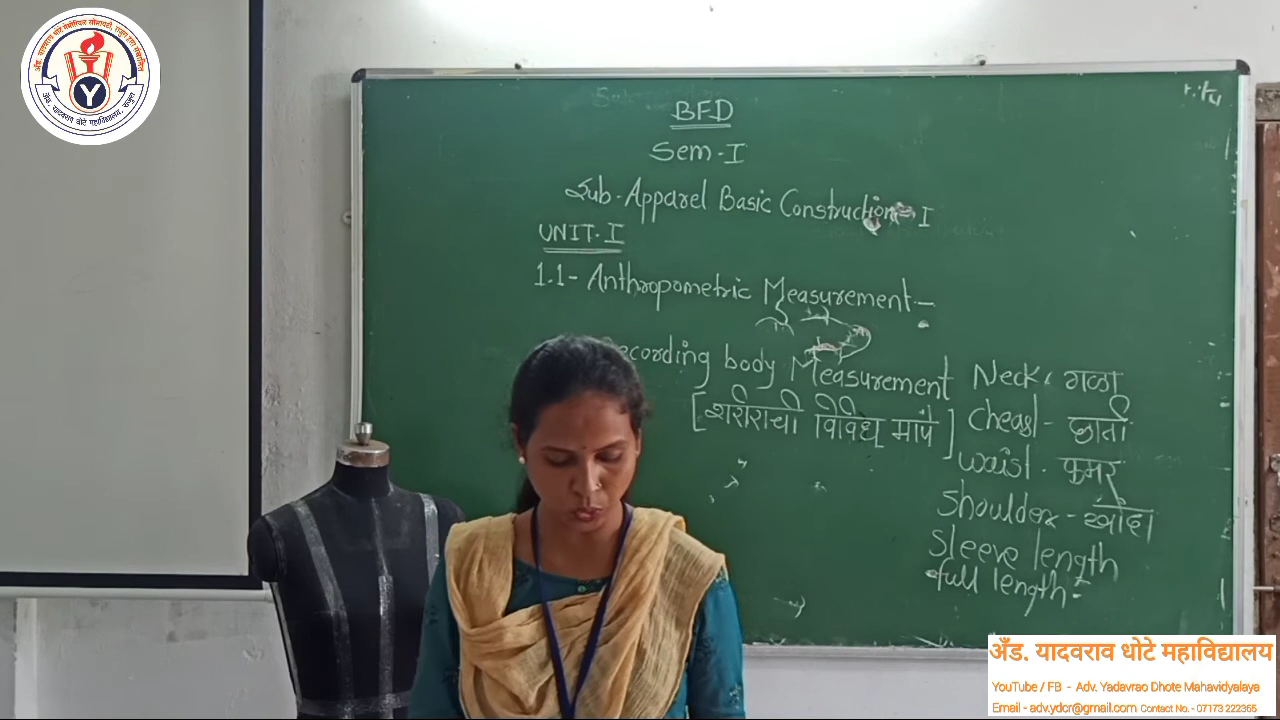 BFD
Sem-I
Sub-Apparel Basic Construction- I
UNIT-I
1.1- Anthropometric Measurement-
ecording body Measurement
[शरीराची विविध मापे]
Neck- गळा
Cheast - छाती
waist - कमर
Shoulder - खांदा
Sleeve length
full length-
Y
अ‍ॅड. यादवराव धोटे महाविद्यालय
YouTube / FB - Adv. Yadavrao Dhote Mahavidyalaya
Email - adv.ydcr@gmail.com Contact No. - 07173 222365